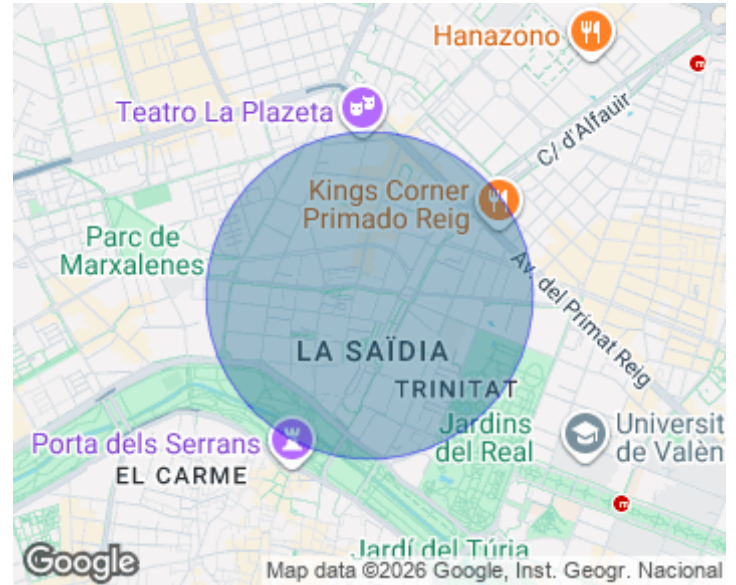 Hanazono
Teatro La Plazeta
C/ d'Alfauir
Kings Corner
Primado Reig
Parc de
Marxalenes
Av. del Primat Reig
LA SAÏDIA
TRINITAT
Jardins
del Real
Universit
de Valèn
Porta dels Serrans
EL CARME
Jardí del Túria
Google
Map data ©2026 Google, Inst. Geogr. Nacional